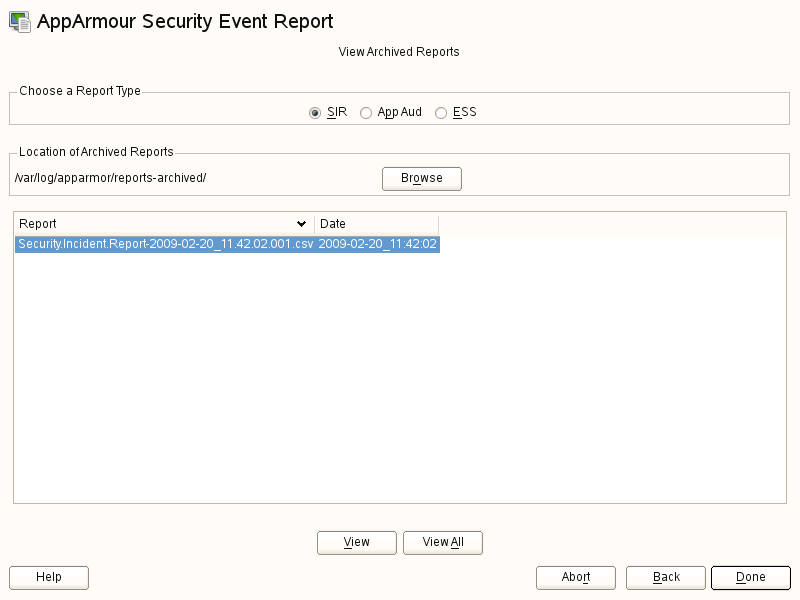 AppArmour Security Event Report
View Archived Reports
Choose a Report Type
SIR App Aud ESS
Location of Archived Reports
/var/log/apparmor/reports-archived/ Browse
Report Date
Security.Incident.Report-2009-02-20_11.42.02.001.csv 2009-02-20_11:42:02
View View All
Help Abort Back Done